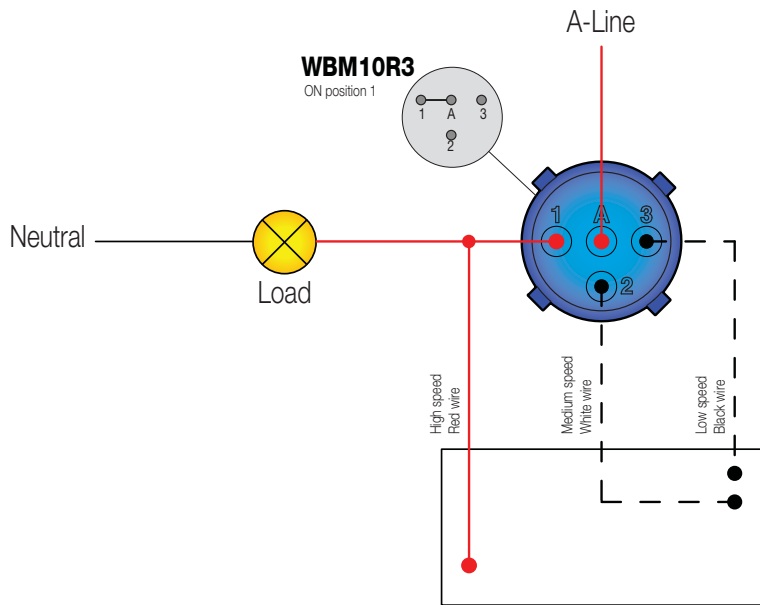 A-Line
WBM10R3
ON position 1
1 A 3
2
1 A 3
2
Neutral
Load
High speed
Red wire
Medium speed
White wire
Low speed
Black wire